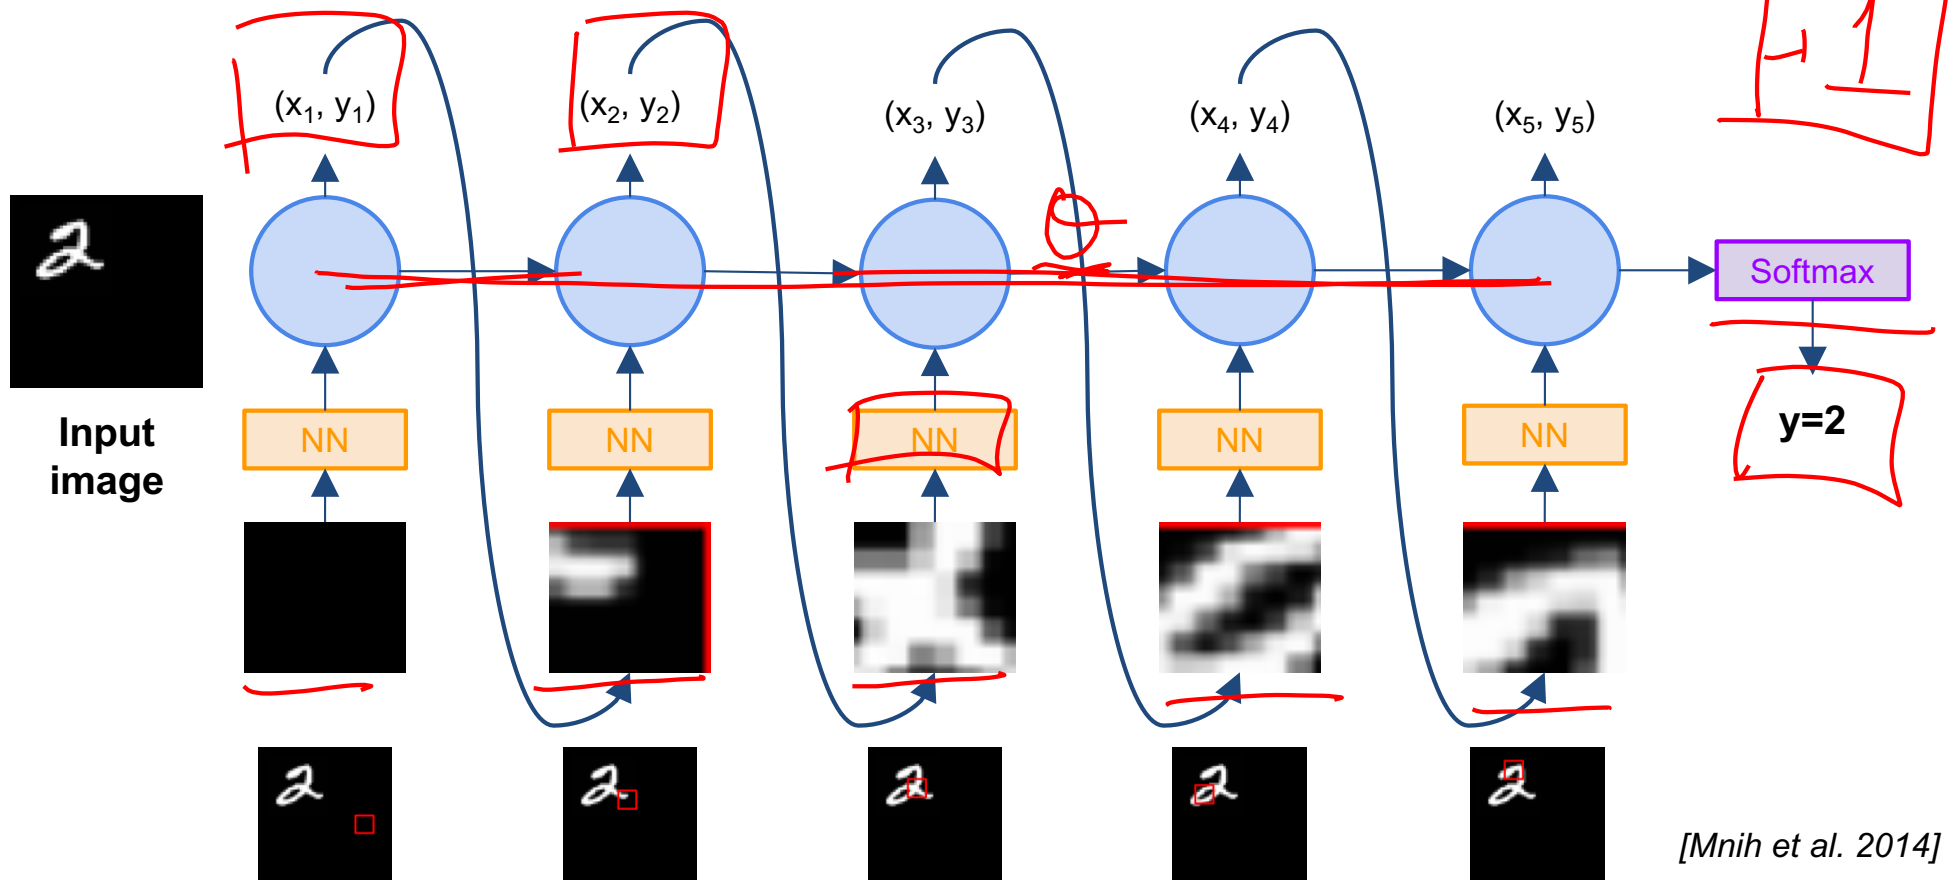 (x₁, y₁) (x₂, y₂) (x₃, y₃) (x₄, y₄) (x₅, y₅)
1
θ
Softmax
Input
image
NN NN NN NN NN
y=2
[Mnih et al. 2014]